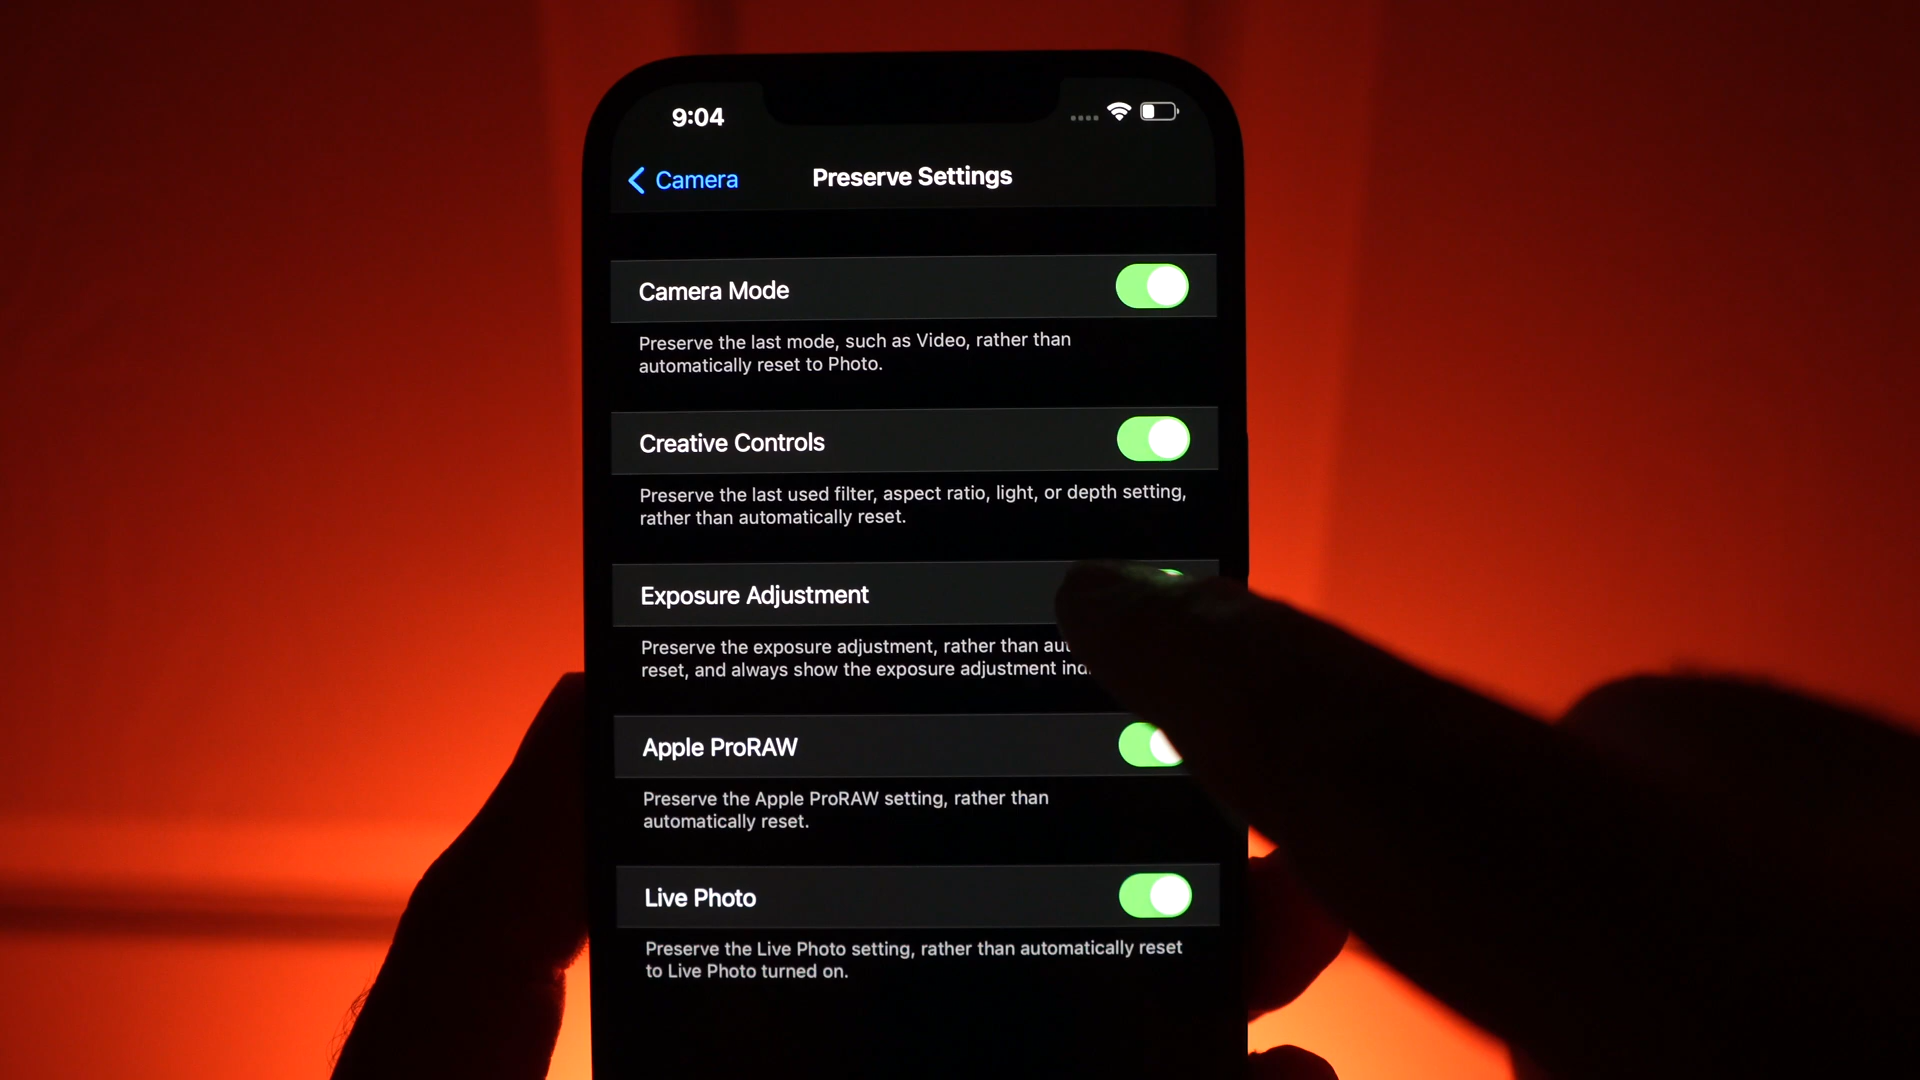 9:04
Camera
Preserve Settings
Camera Mode
Preserve the last mode, such as Video, rather than
automatically reset to Photo.
Creative Controls
Preserve the last used filter, aspect ratio, light, or depth setting,
rather than automatically reset.
Exposure Adjustment
Preserve the exposure adjustment, rather than
reset, and always show the exposure adjustment
Apple ProRAW
Preserve the Apple ProRAW setting, rather than
automatically reset.
Live Photo
Preserve the Live Photo setting, rather than automatically reset
to Live Photo turned on.